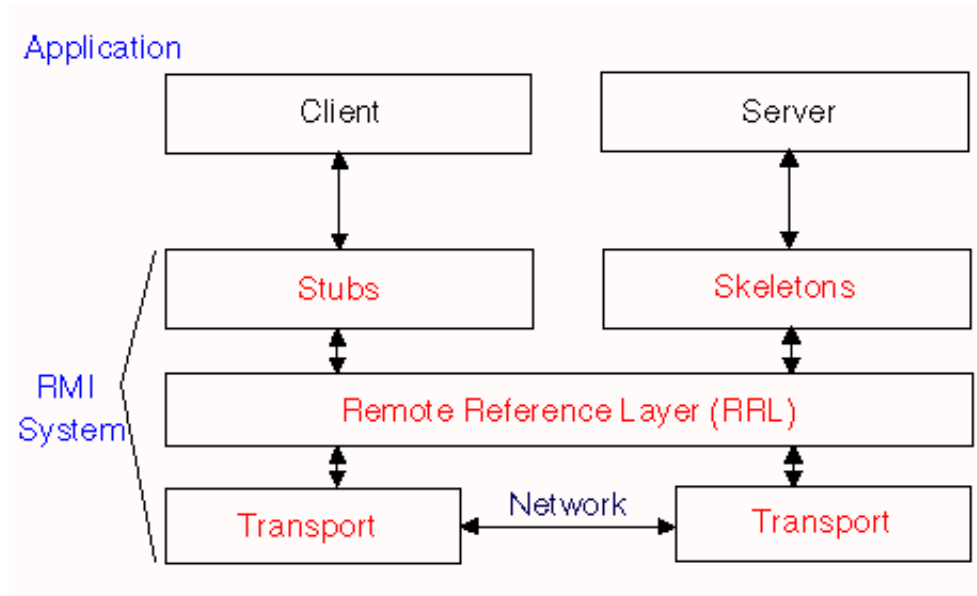 Application
Client
Server
Stubs
Skeletons
RMI
System
Remote Reference Layer (RRL)
Network
Transport
Transport